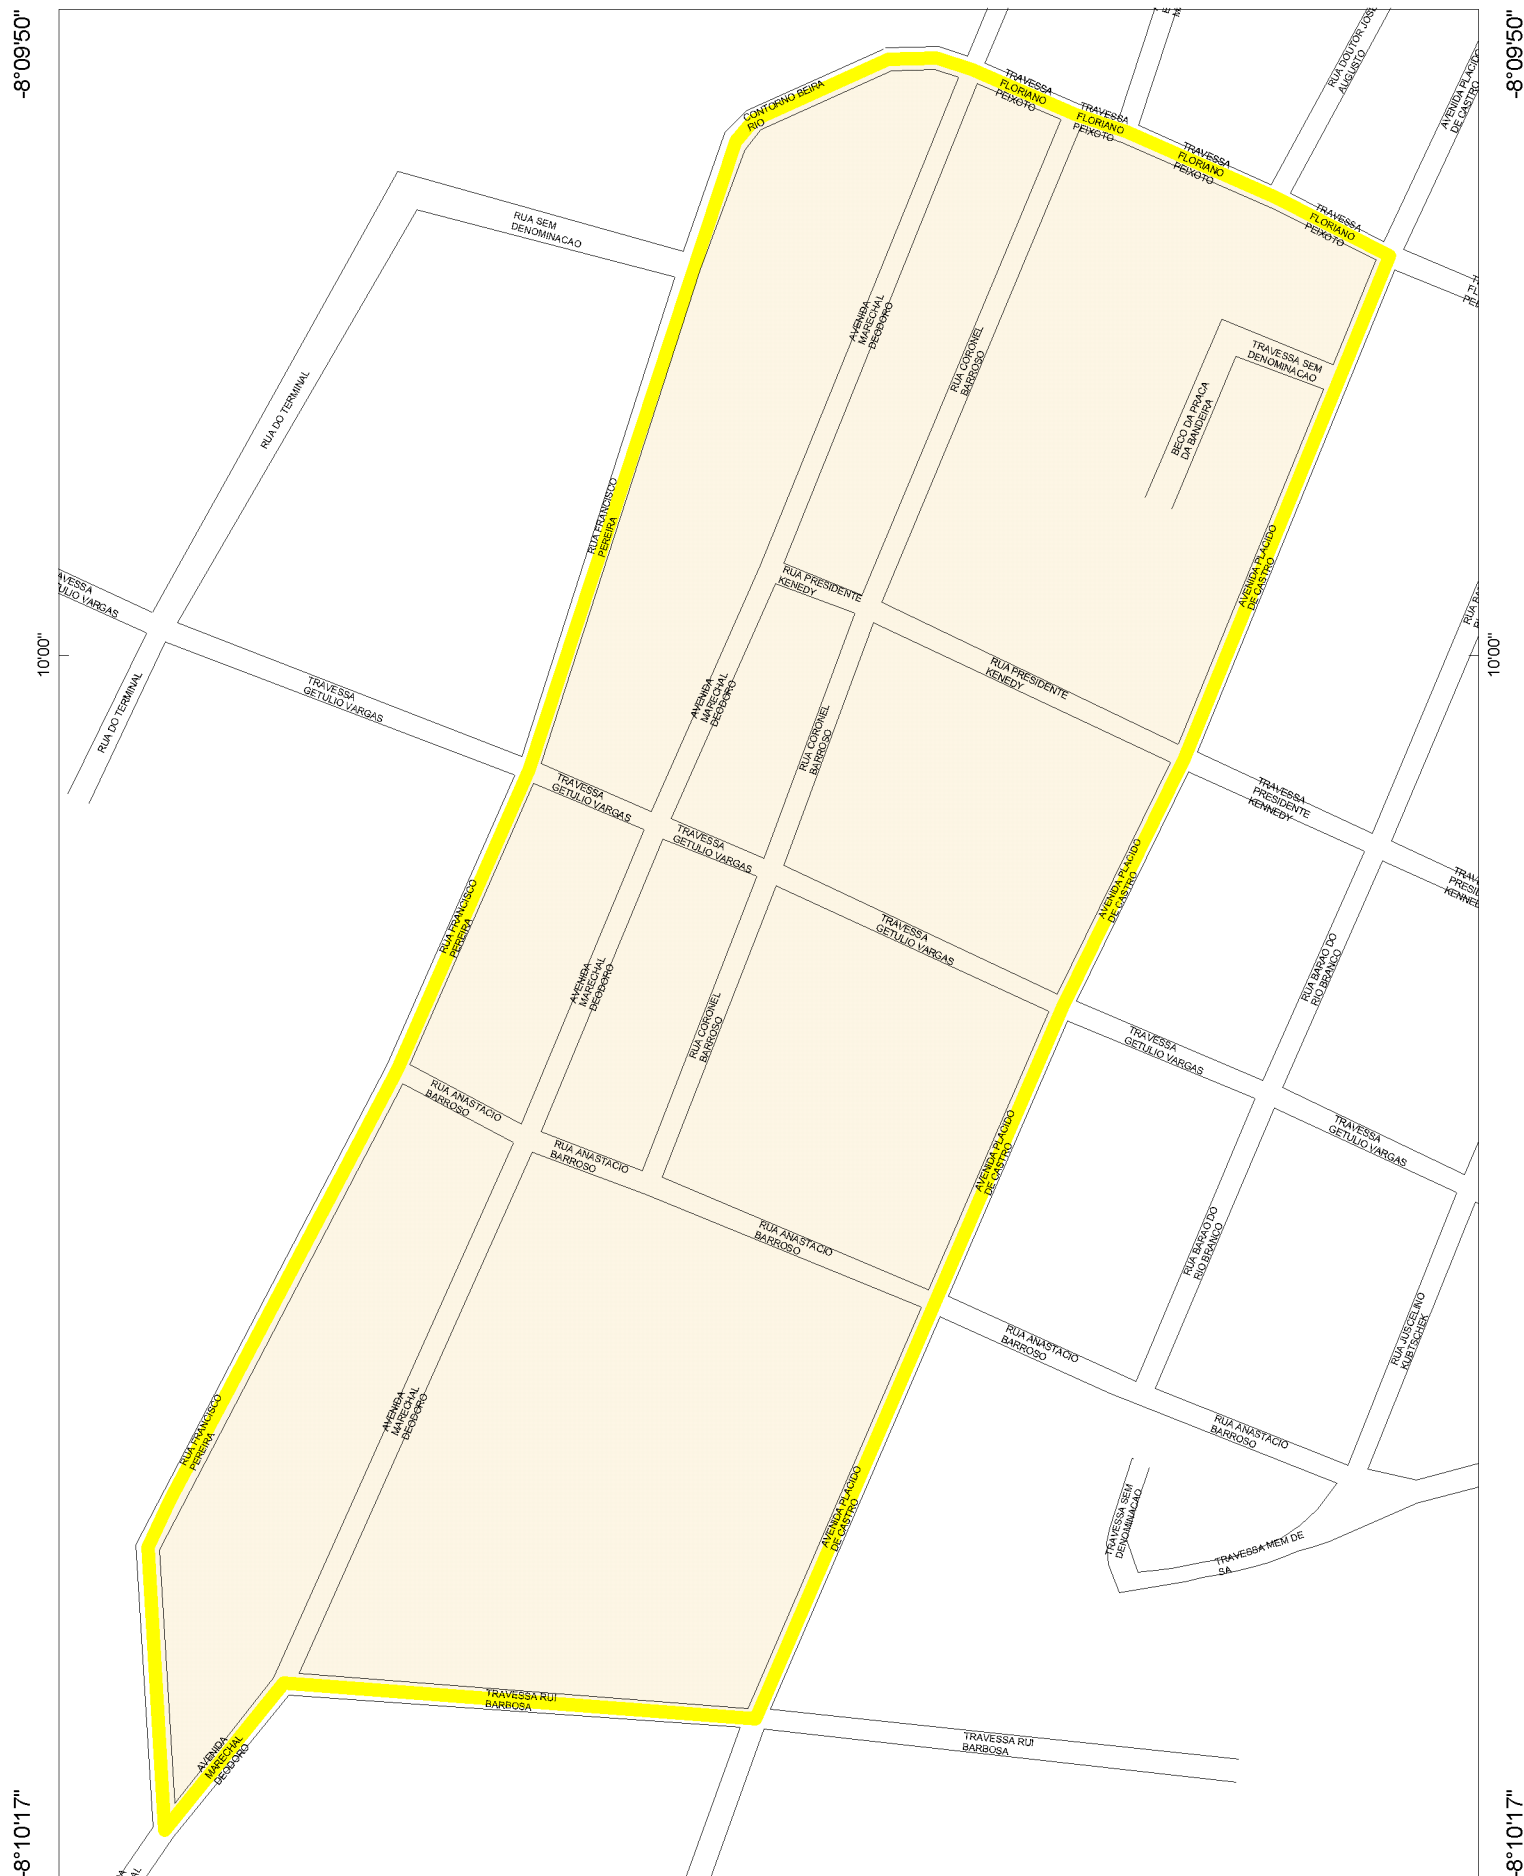 -8°09'50"
-8°09'50"
RUA DOUTOR JOSE
AUGUSTO
AVENIDA PLACIDO
DE CASTRO
TRAVESSA
FLORIANO
PEIXOTO
TRAVESSA
FLORIANO
PEIXOTO
TRAVESSA
FLORIANO
PEIXOTO
TRAVESSA
FLORIANO
PEIXOTO
CONTORNO BEIRA
RIO
RUA SEM
DENOMINACAO
AVENIDA
MARECHAL
DEODORO
RUA CORONEL
BARROSO
TRAVESSA SEM
DENOMINACAO
BECO DA PRACA
DA BANDEIRA
RUA DO TERMINAL
RUA FRANCISCO
PEREIRA
AVENIDA PLACIDO
DE CASTRO
AVESSA
ULIO VARGAS
RUA PRESIDENTE
KENEDY
10'00"
10'00"
RUA PRESIDENTE
KENEDY
RUA DO TERMINAL
TRAVESSA
GETULIO VARGAS
AVENIDA
MARECHAL
DEODORO
RUA CORONEL
BARROSO
TRAVESSA
GETULIO VARGAS
TRAVESSA
PRESIDENTE
KENNEDY
TRAVESSA
GETULIO VARGAS
AVENIDA PLACIDO
DE CASTRO
RUA FRANCISCO
PEREIRA
TRAVESSA
GETULIO VARGAS
AVENIDA
MARECHAL
DEODORO
RUA BARAO DO
RIO BRANCO
RUA CORONEL
BARROSO
TRAVESSA
GETULIO VARGAS
RUA ANASTACIO
BARROSO
TRAVESSA
GETULIO VARGAS
RUA ANASTACIO
BARROSO
AVENIDA PLACIDO
DE CASTRO
RUA ANASTACIO
BARROSO
RUA BARAO DO
RIO BRANCO
RUA ANASTACIO
BARROSO
RUA JUSCELINO
KUBTSCHEK
AVENIDA
MARECHAL
DEODORO
RUA FRANCISCO
PEREIRA
RUA ANASTACIO
BARROSO
AVENIDA PLACIDO
DE CASTRO
TRAVESSA SEM
DENOMINACAO
TRAVESSA MEM DE
SA
TRAVESSA RUI
BARBOSA
AVENIDA
MARECHAL
DEODORO
TRAVESSA RUI
BARBOSA
-8°10'17"
-8°10'17"